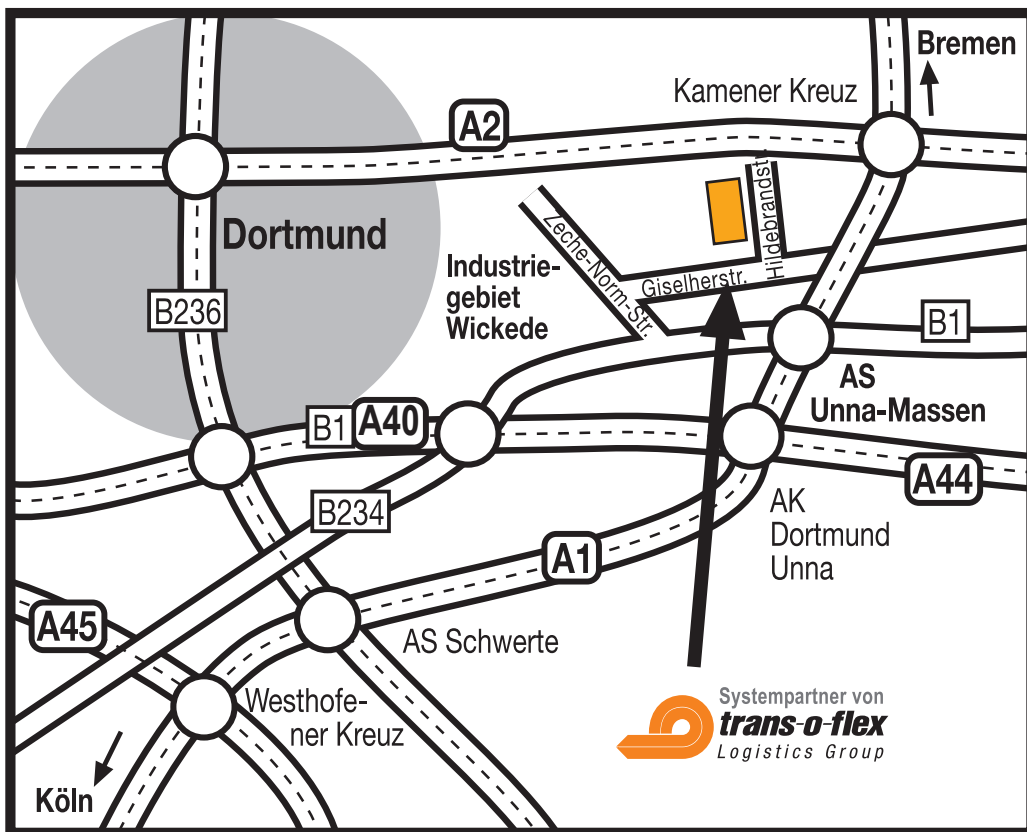 Bremen
Kamener Kreuz
A2
Dortmund
Zeche-Norm-Str.
Hildebrandst.
Giselherstr.
Industrie-
gebiet
Wickede
B236
B1
AS
Unna-Massen
B1
A40
A44
B234
AK
Dortmund
Unna
A1
A45
AS Schwerte
Westhofe-
ner Kreuz
Köln
Systempartner von
trans-o-flex
Logistics Group